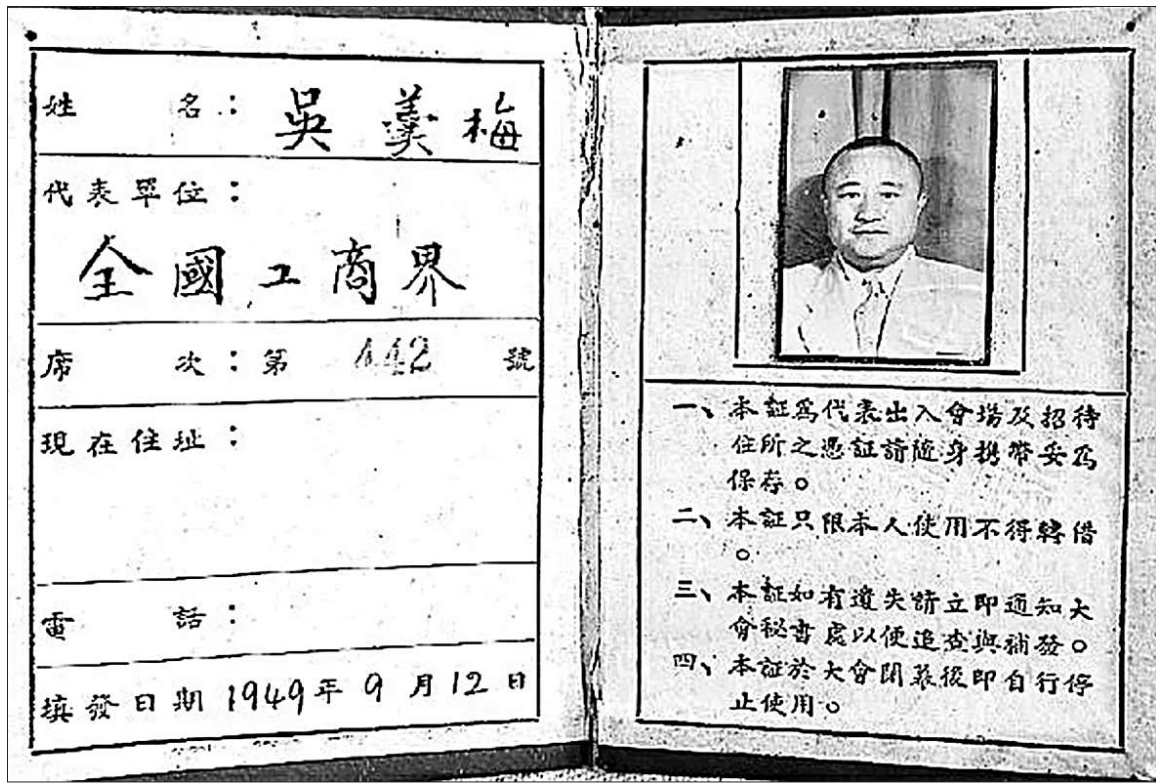 姓名：吳羹梅
代表單位：
全國工商界
席次：第 442 號
現在住址：
電話：
填發日期 1949年9月12日
一、本証爲代表出入會場及招待
住所之憑証請隨身携帶妥爲
保存。
二、本証只限本人使用不得轉借
。
三、本証如有遺失請立即通知大
會秘書處以便追查與補發。
四、本証於大會閉幕後即自行停
止使用。